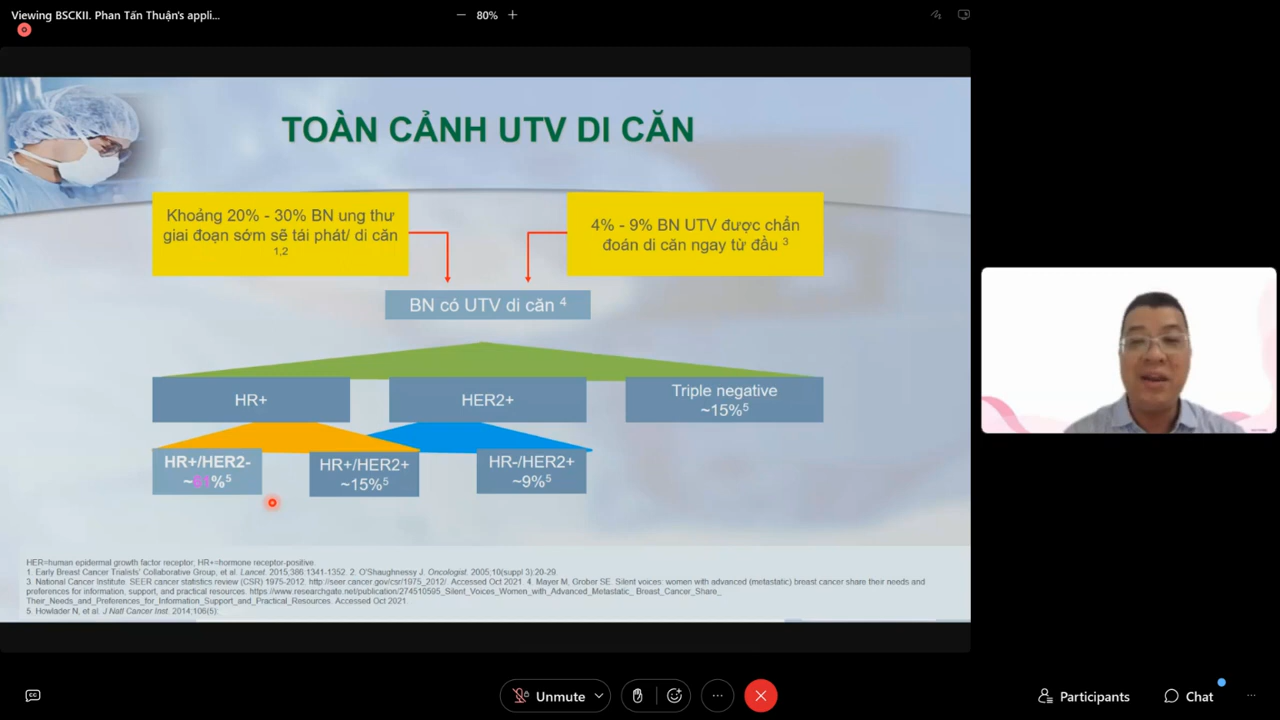 Viewing BSCKII. Phan Tấn Thuận's appli...
80%
TOÀN CẢNH UTV DI CĂN
Khoảng 20% - 30% BN ung thư
giai đoạn sớm sẽ tái phát/ di căn
1,2
4% - 9% BN UTV được chẩn
đoán di căn ngay từ đầu 3
BN có UTV di căn 4
HR+
HER2+
Triple negative
~15%5
HR+/HER2-
~61%5
HR+/HER2+
~15%5
HR-/HER2+
~9%5
HER=human epidermal growth factor receptor, HR+=hormone receptor-positive.
1. Early Breast Cancer Trialists' Collaborative Group, et al. Lancet. 2015;386:1341-1352. 2. O'Shaughnessy J. Oncologist. 2005;10(suppl 3):20-29.
3. National Cancer Institute. SEER cancer statistics review (CSR) 1975-2012. http://seer.cancer.gov/csr/1975_2012/. Accessed Oct 2021. 4. Mayer M, Grober SE. Silent voices: women with advanced (metastatic) breast cancer share their needs and
preferences for information, support, and practical resources. https://www.researchgate.net/publication/274510595_Silent_Voices_Women_with_Advanced_Metastatic_ Breast_Cancer_Share_
Their_Needs_and_Preferences_for_Information_Support_and_Practical_Resources. Accessed Oct 2021.
5. Howlader N, et al. J Natl Cancer Inst. 2014;106(5).
CC
Unmute
Participants
Chat